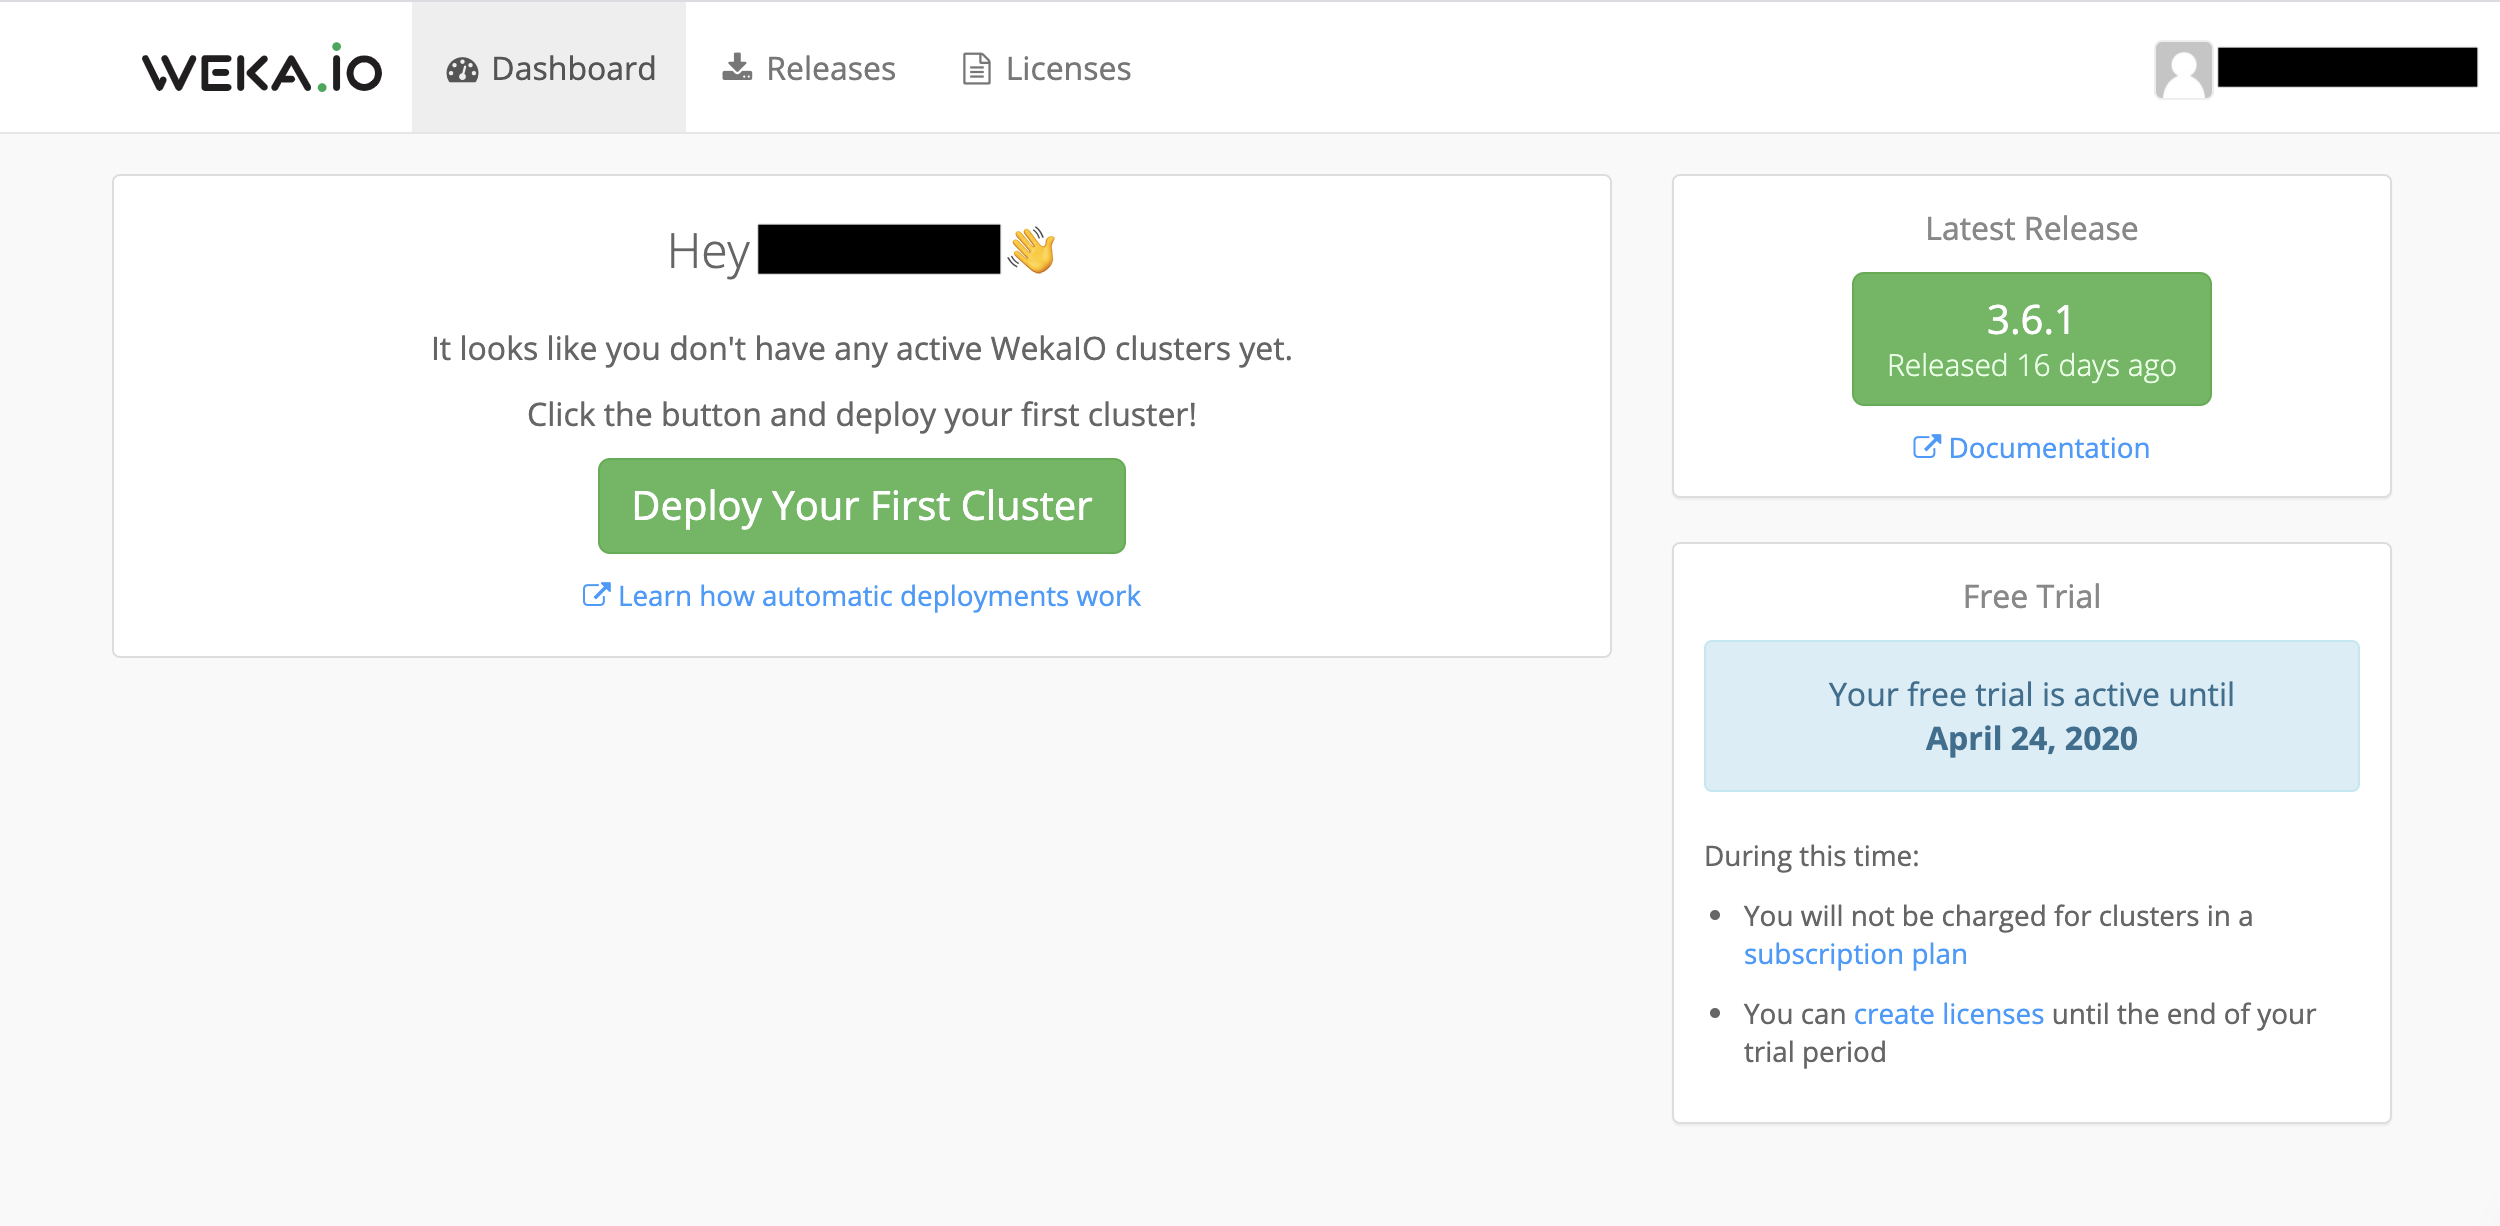 WEKA.iO
Dashboard
Releases
Licenses
Hey
It looks like you don't have any active WekaIO clusters yet.
Click the button and deploy your first cluster!
Deploy Your First Cluster
Learn how automatic deployments work
Latest Release
3.6.1
Released 16 days ago
Documentation
Free Trial
Your free trial is active until
April 24, 2020
During this time:
You will not be charged for clusters in a
subscription plan
You can create licenses until the end of your
trial period